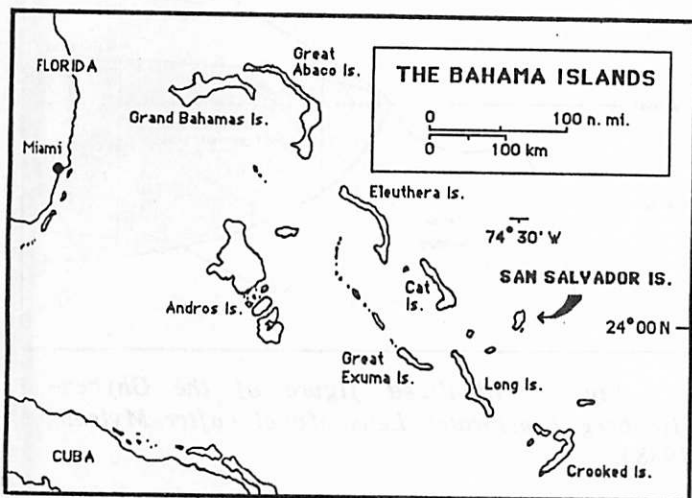 FLORIDA
Great
Abaco Is.
THE BAHAMA ISLANDS
0 100 n. mi.
0 100 km
Grand Bahamas Is.
Miami
Eleuthera Is.
74° 30' W
SAN SALVADOR IS.
Cat
Is.
Andros Is.
24°00 N
Great
Exuma Is.
Long Is.
CUBA
Crooked Is.